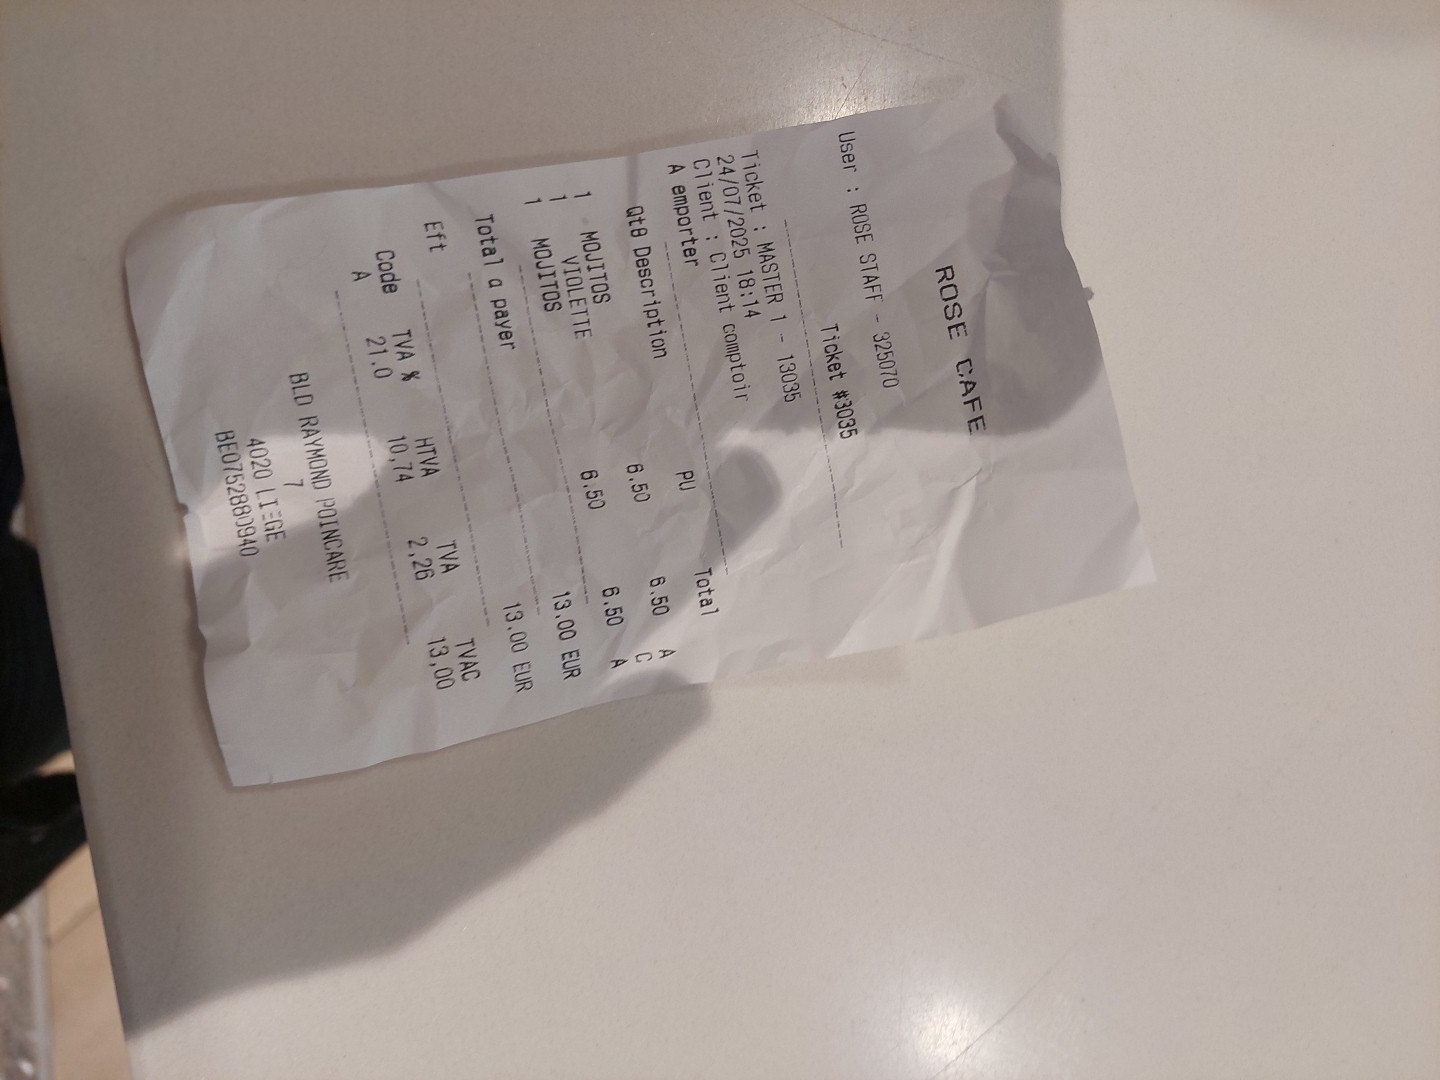 ROSE CAFE
User : ROSE STAFF - 325070
Ticket #3035
Ticket : MASTER 1 - 13035
24/07/2025 18:14
Client : Client comptoir
A emporter
Qté Description PU Total
1 MOJITOS 6.50 6.50 A
1 VIOLETTE C
1 MOJITOS 6.50 6.50 A
13.00 EUR
Total a payer
Eft 13.00 EUR
Code TVA % HTVA TVA TVAC
A 21.0 10,74 2,26 13,00
BLD RAYMOND POINCARE
7
4020 LIEGE
BE0752880940